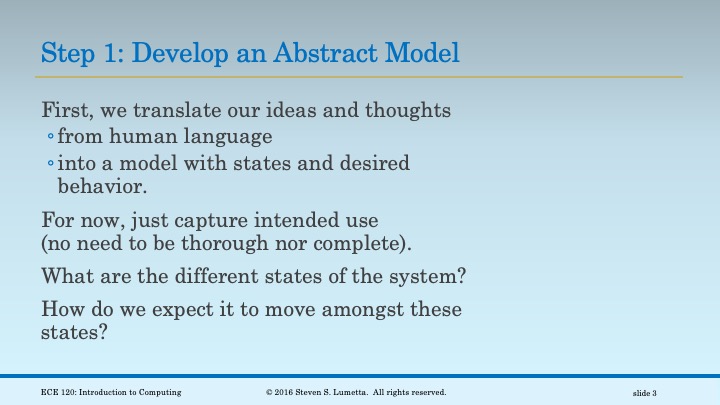 Step 1: Develop an Abstract Model
First, we translate our ideas and thoughts
◦from human language
◦into a model with states and desired
behavior.
For now, just capture intended use
(no need to be thorough nor complete).
What are the different states of the system?
How do we expect it to move amongst these
states?
ECE 120: Introduction to Computing
© 2016 Steven S. Lumetta.  All rights reserved.
slide 3